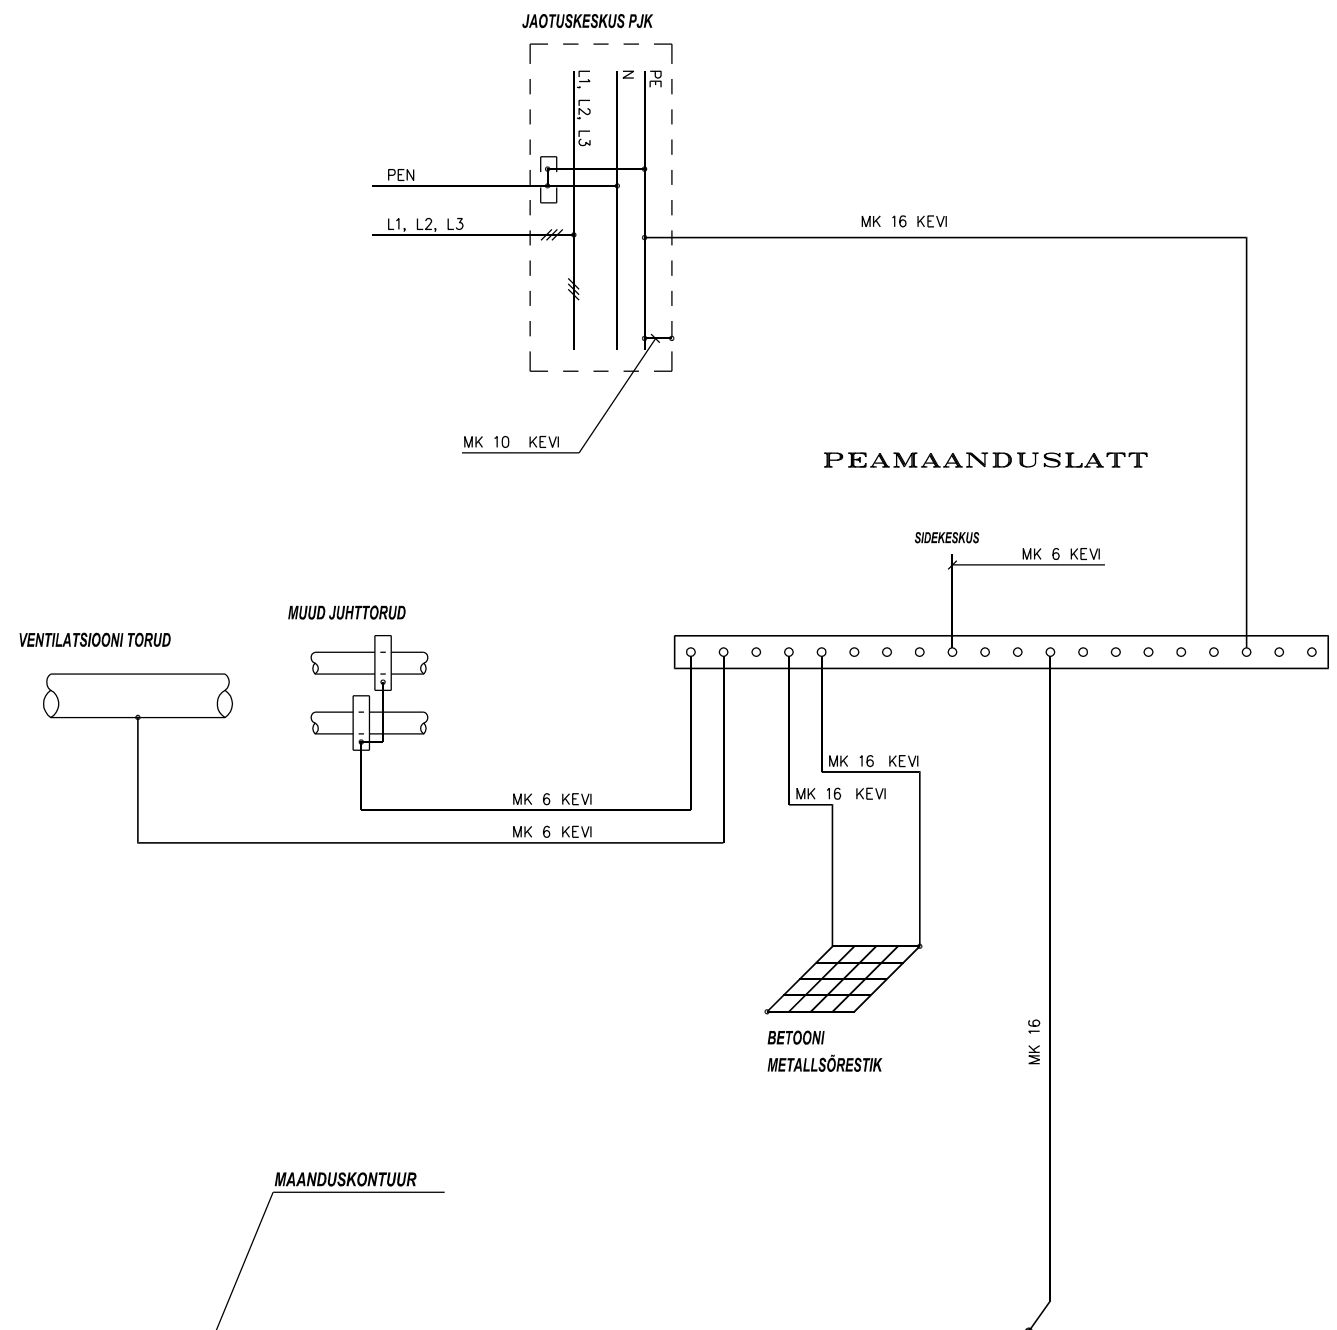 JAOTUSKESKUS PJK
L1, L2, L3
N
PE
PEN
L1, L2, L3
MK 16 KEVI
MK 10 KEVI
PEAMAANDUSLATT
SIDEKESKUS
MK 6 KEVI
MUUD JUHTTORUD
VENTILATSIOONI TORUD
MK 16 KEVI
MK 16 KEVI
MK 6 KEVI
MK 6 KEVI
MK 16
BETOONI
METALLSÕRESTIK
MAANDUSKONTUUR